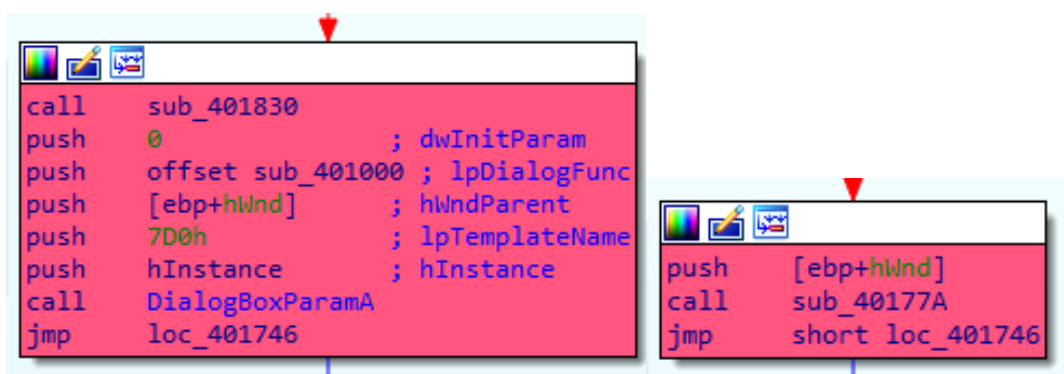 call sub_401830
push 0 ; dwInitParam
push offset sub_401000 ; lpDialogFunc
push [ebp+hWnd] ; hWndParent
push 7D0h ; lpTemplateName
push hInstance ; hInstance
call DialogBoxParamA
jmp loc_401746
push [ebp+hWnd]
call sub_40177A
jmp short loc_401746